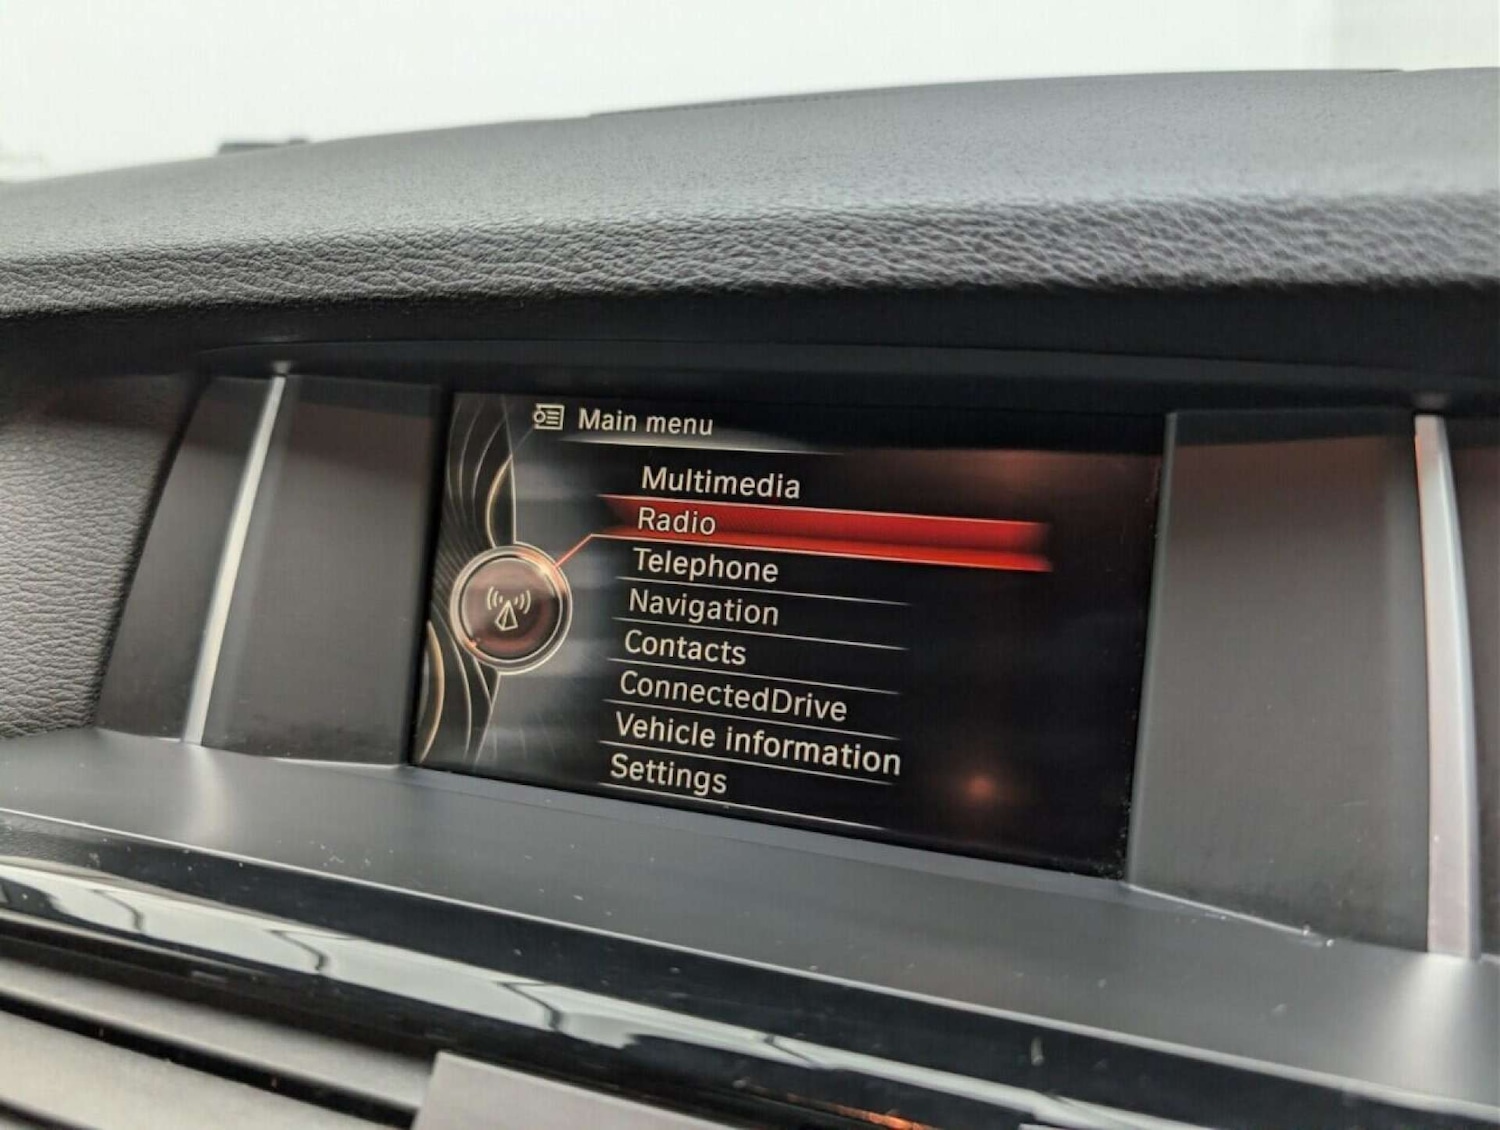 Main menu
Multimedia
Radio
Telephone
Navigation
Contacts
ConnectedDrive
Vehicle information
Settings